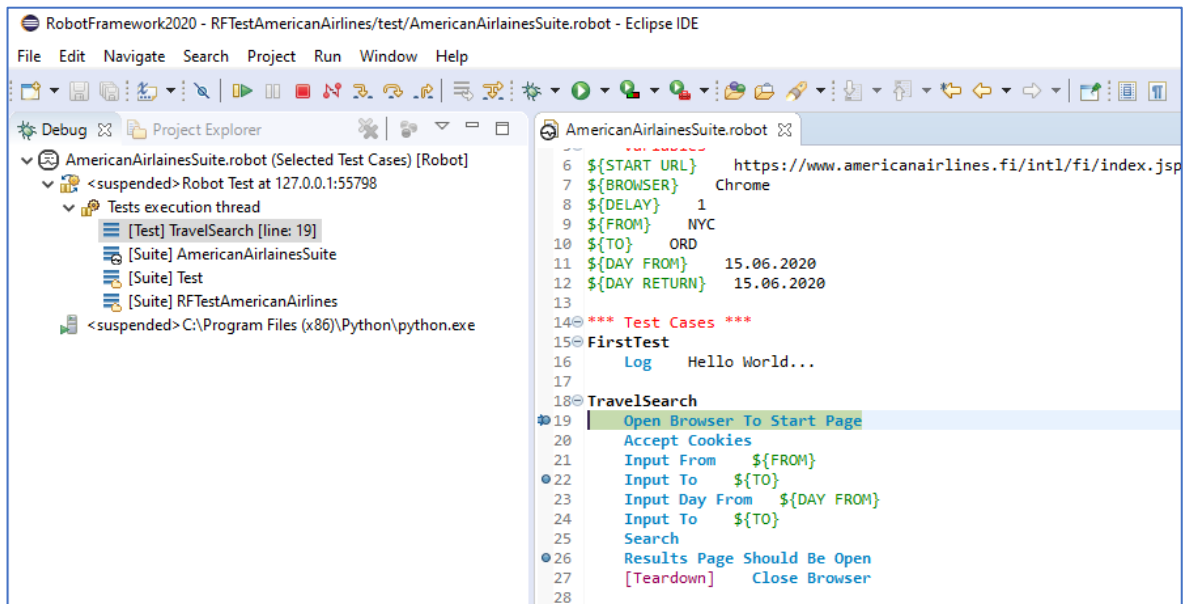 RobotFramework2020 - RFTestAmericanAirlines/test/AmericanAirlainesSuite.robot - Eclipse IDE
File Edit Navigate Search Project Run Window Help
Debug Project Explorer
AmericanAirlainesSuite.robot (Selected Test Cases) [Robot]
<suspended>Robot Test at 127.0.0.1:55798
Tests execution thread
[Test] TravelSearch [line: 19]
[Suite] AmericanAirlainesSuite
[Suite] Test
[Suite] RFTestAmericanAirlines
<suspended>C:\Program Files (x86)\Python\python.exe
AmericanAirlainesSuite.robot
6 ${START URL} https://www.americanairlines.fi/intl/fi/index.jsp
7 ${BROWSER} Chrome
8 ${DELAY} 1
9 ${FROM} NYC
10 ${TO} ORD
11 ${DAY FROM} 15.06.2020
12 ${DAY RETURN} 15.06.2020
13
14 *** Test Cases ***
15 FirstTest
16 Log Hello World...
17
18 TravelSearch
19 Open Browser To Start Page
20 Accept Cookies
21 Input From ${FROM}
22 Input To ${TO}
23 Input Day From ${DAY FROM}
24 Input To ${TO}
25 Search
26 Results Page Should Be Open
27 [Teardown] Close Browser
28